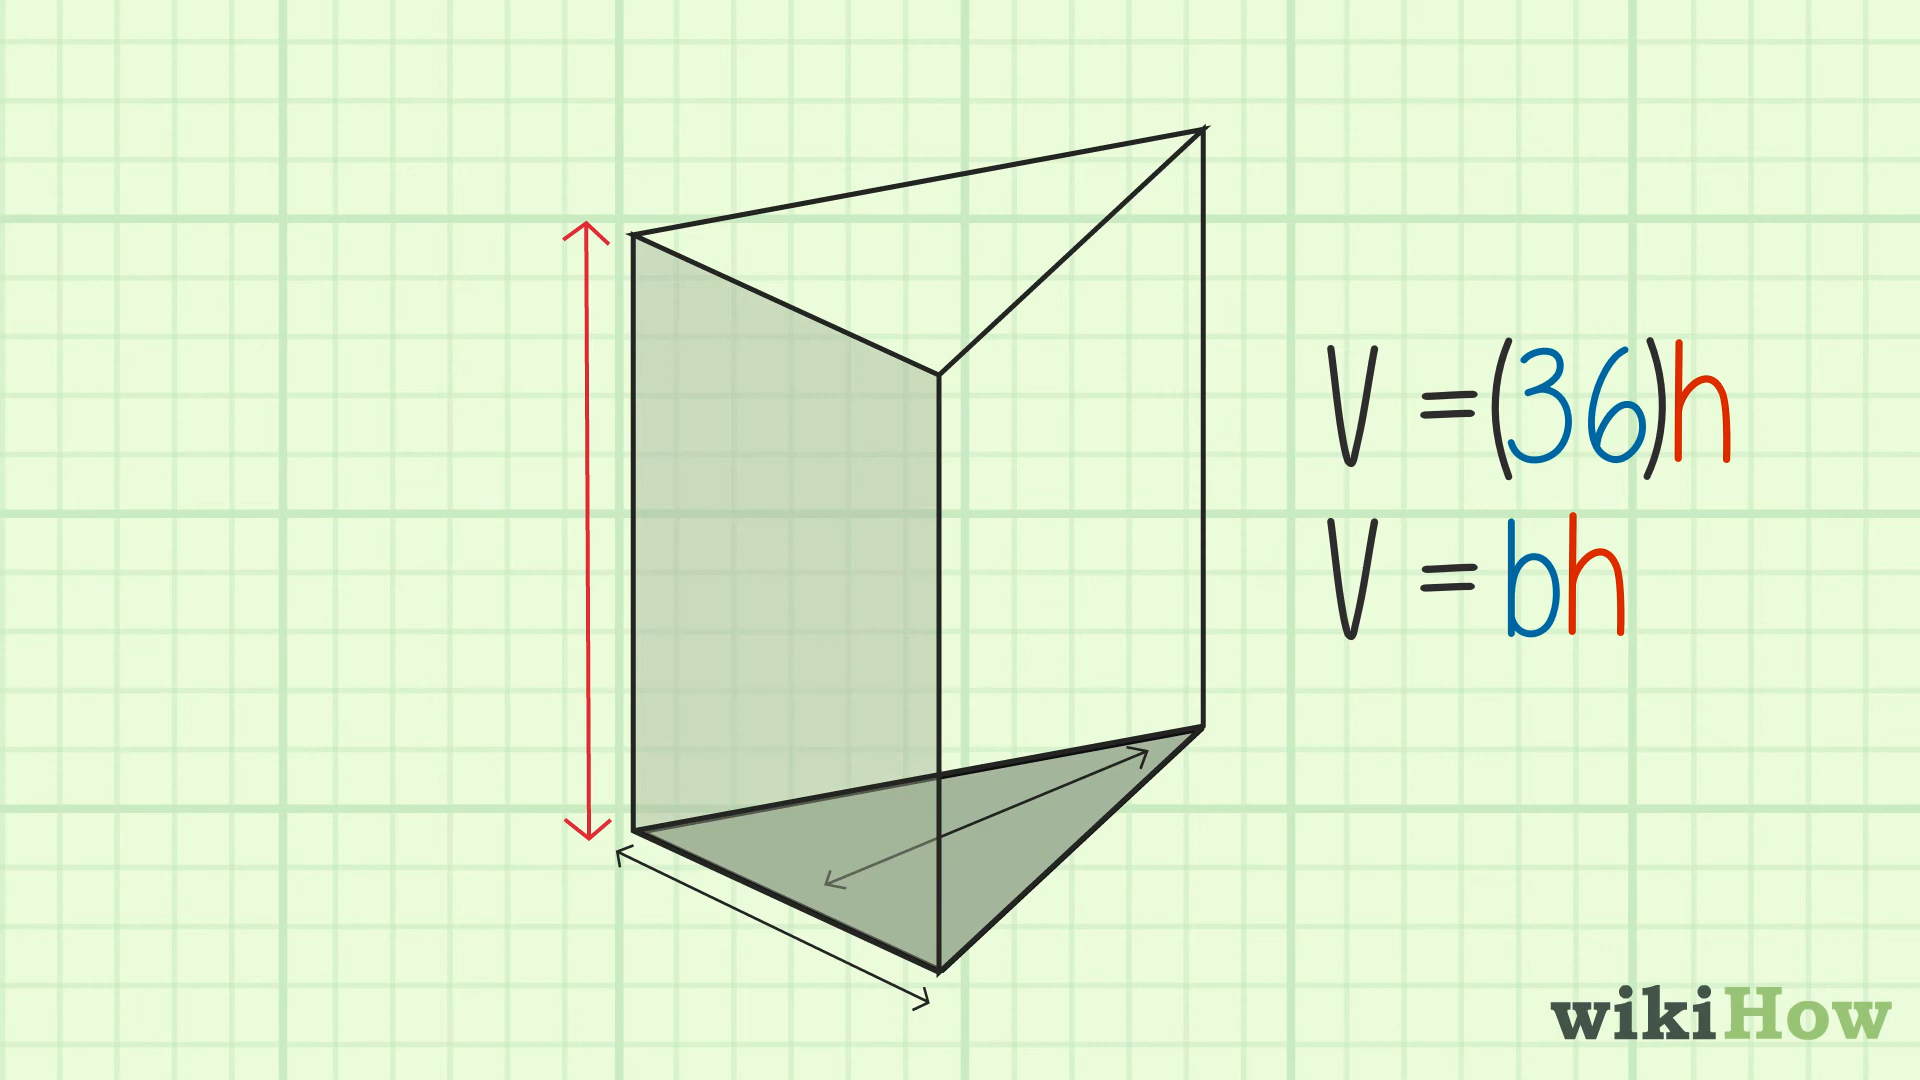 V = (36)h
V = bh
wikiHow